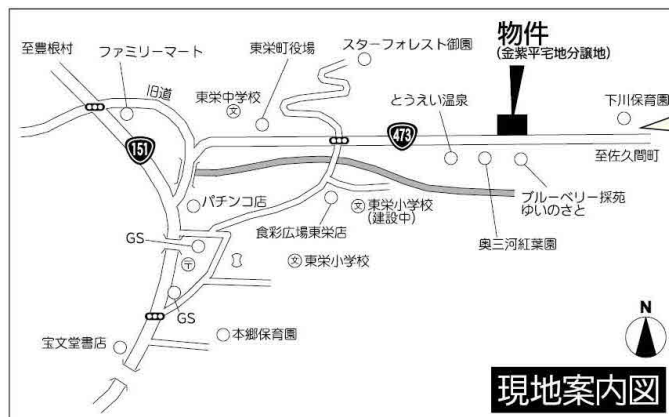 至豊根村
ファミリーマート
旧道
東栄町役場
東栄中学校
文
スターフォレスト御園
物件
(金紫平宅地分譲地)
とうえい温泉
下川保育園
151
473
至佐久間町
パチンコ店
文東栄小学校
(建設中)
ブルーベリー採苑
ゆいのさと
食彩広場東栄店
奥三河紅葉園
GS
〒
文東栄小学校
GS
宝文堂書店
本郷保育園
N
現地案内図